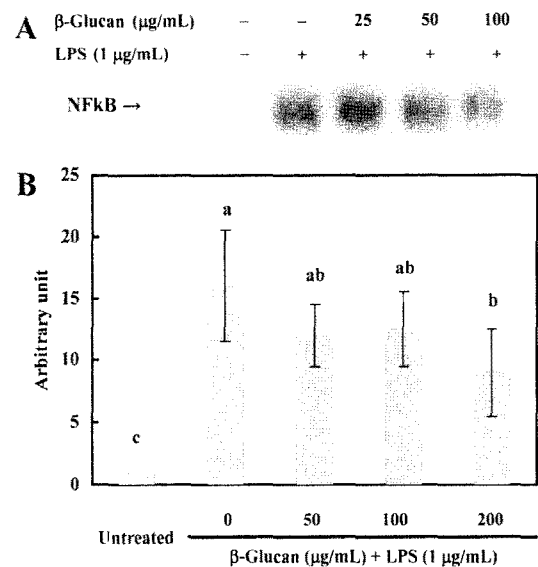 A
β-Glucan (μg/mL) – – 25 50 100
LPS (1 μg/mL) – + + + +
NFkB →
B
25
20
15
10
5
0
Arbitrary unit
c
a
ab
ab
b
Untreated
0 50 100 200
β-Glucan (μg/mL) + LPS (1 μg/mL)